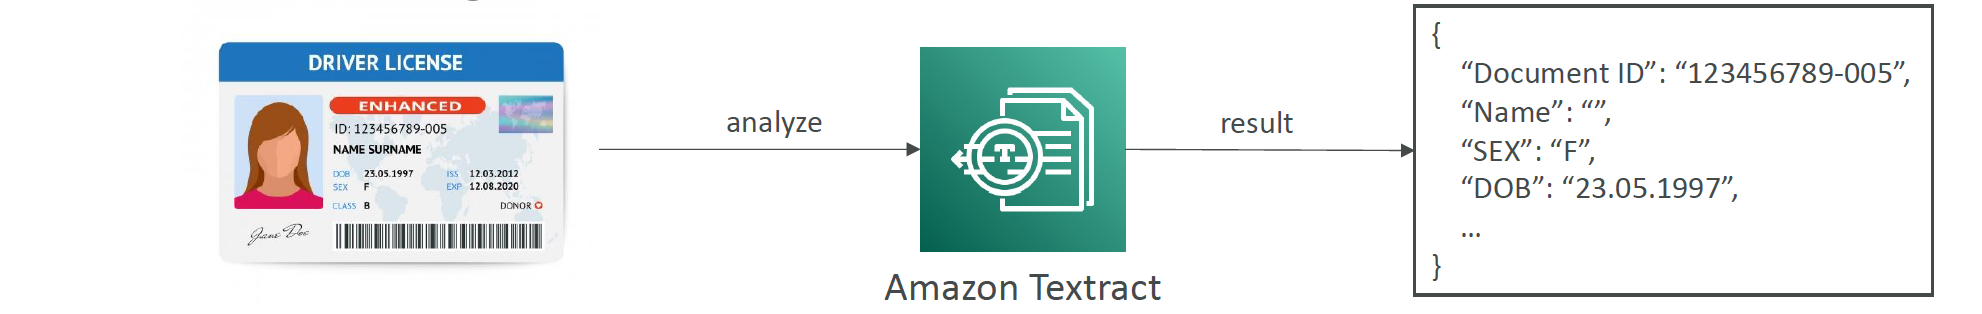 DRIVER LICENSE
ENHANCED
ID: 123456789-005
NAME SURNAME
DOB 23.05.1997 ISS 12.03.2012
SEX F EXP 12.08.2020
CLASS B DONOR
Jane Doe
analyze
Amazon Textract
result
{
“Document ID”: “123456789-005”,
“Name”: “”,
“SEX”: “F”,
“DOB”: “23.05.1997”,
...
}